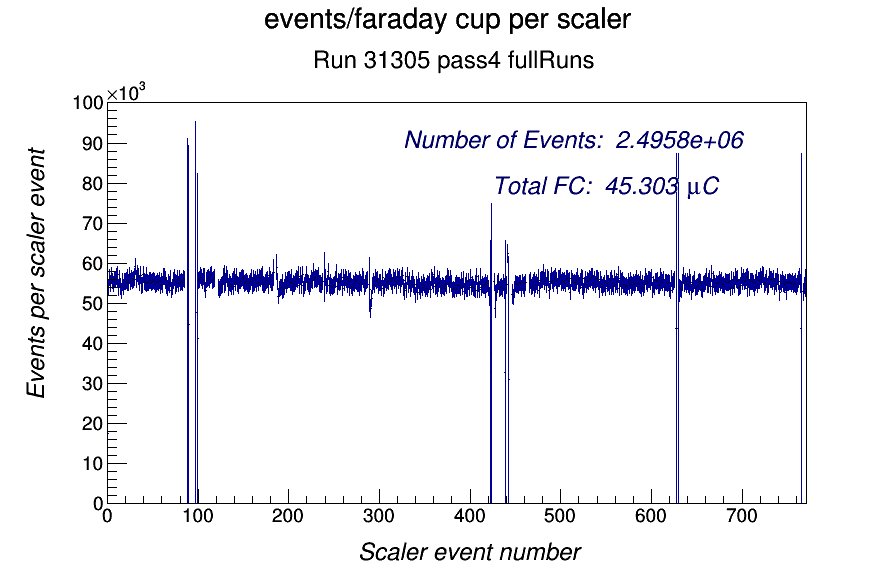 events/faraday cup per scaler
Run 31305 pass4 fullRuns
×10³
100
90
80
70
60
50
40
30
20
10
0
Events per scaler event
Number of Events: 2.4958e+06
Total FC: 45.303 μC
0 100 200 300 400 500 600 700
Scaler event number